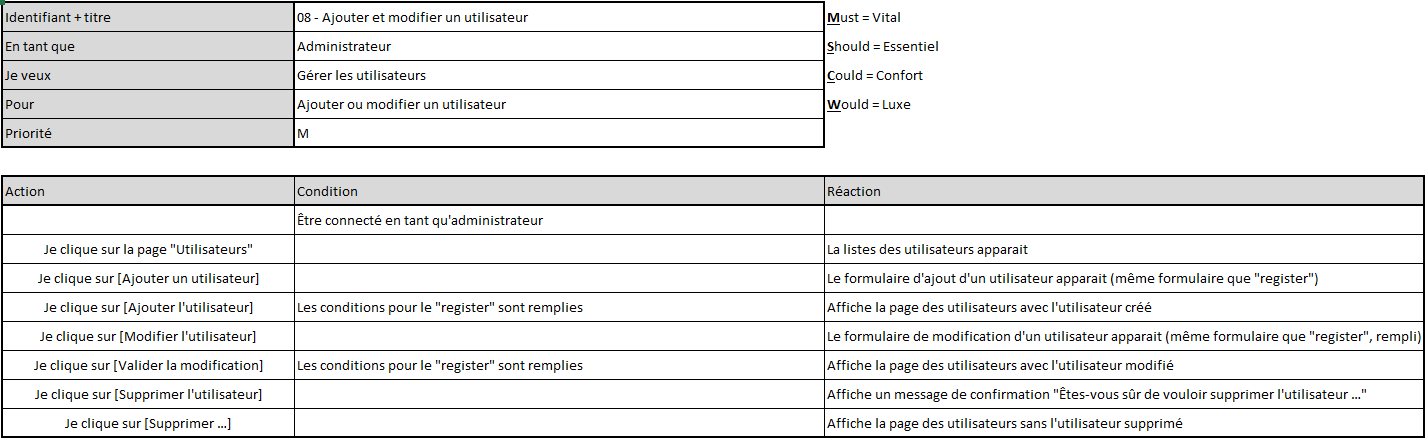 Identifiant + titre 08 - Ajouter et modifier un utilisateur Must = Vital
En tant que Administrateur Should = Essentiel
Je veux Gérer les utilisateurs Could = Confort
Pour Ajouter ou modifier un utilisateur Would = Luxe
Priorité M
Action Condition Réaction
Être connecté en tant qu'administrateur
Je clique sur la page "Utilisateurs" La listes des utilisateurs apparait
Je clique sur [Ajouter un utilisateur] Le formulaire d'ajout d'un utilisateur apparait (même formulaire que "register")
Je clique sur [Ajouter l'utilisateur] Les conditions pour le "register" sont remplies Affiche la page des utilisateurs avec l'utilisateur créé
Je clique sur [Modifier l'utilisateur] Le formulaire de modification d'un utilisateur apparait (même formulaire que "register", rempli)
Je clique sur [Valider la modification] Les conditions pour le "register" sont remplies Affiche la page des utilisateurs avec l'utilisateur modifié
Je clique sur [Supprimer l'utilisateur] Affiche un message de confirmation "Êtes-vous sûr de vouloir supprimer l'utilisateur …"
Je clique sur [Supprimer …] Affiche la page des utilisateurs sans l'utilisateur supprimé